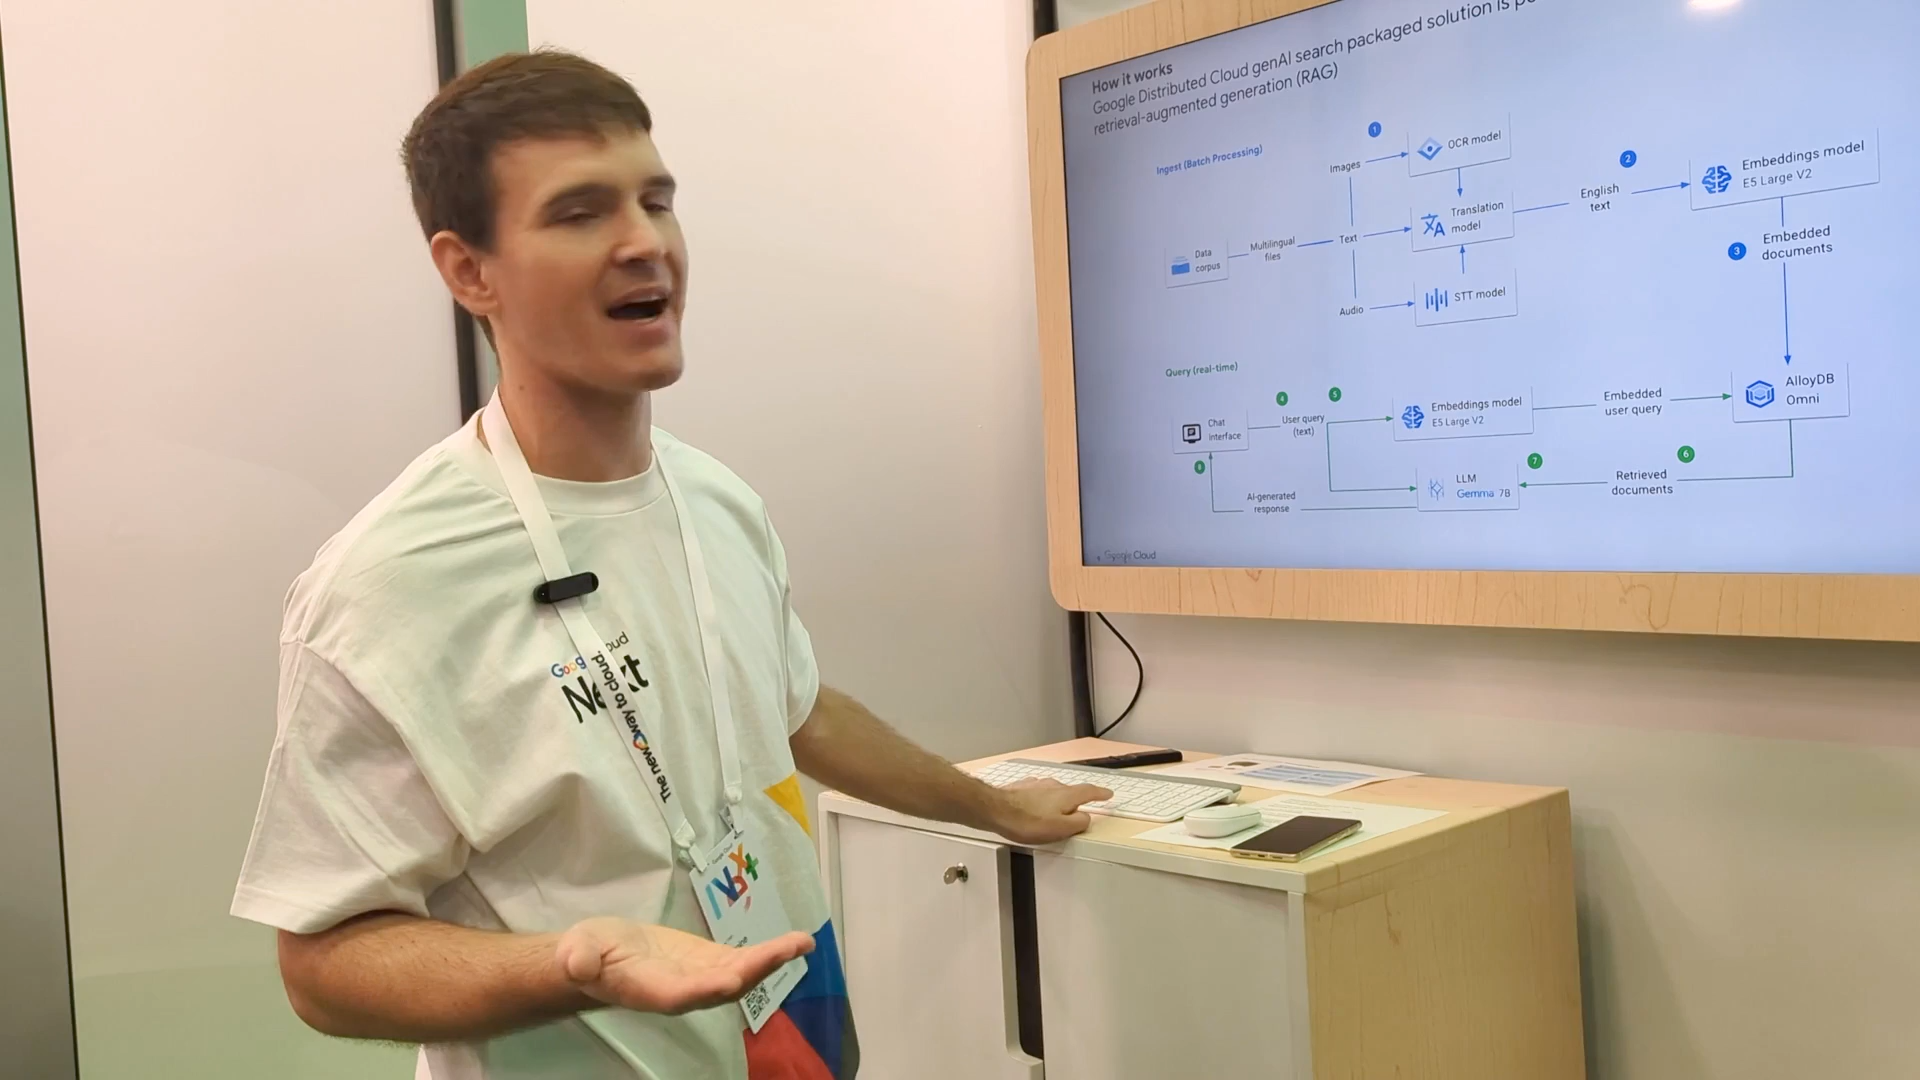 How it works
Google Distributed Cloud genAI search packaged solution is
retrieval-augmented generation (RAG)
Ingest (Batch Processing)
1
Images
OCR model
Data
corpus
Multilingual
files
Text
Translation
model
Audio
STT model
English
text
2
Embeddings model
E5 Large V2
3
Embedded
documents
Query (real-time)
Chat
interface
4
User query
(text)
5
Embeddings model
E5 Large V2
Embedded
user query
AlloyDB
Omni
6
Retrieved
documents
7
LLM
Gemma 7B
AI-generated
response
8
Google Cloud
The new way to cloud.
Google Cloud